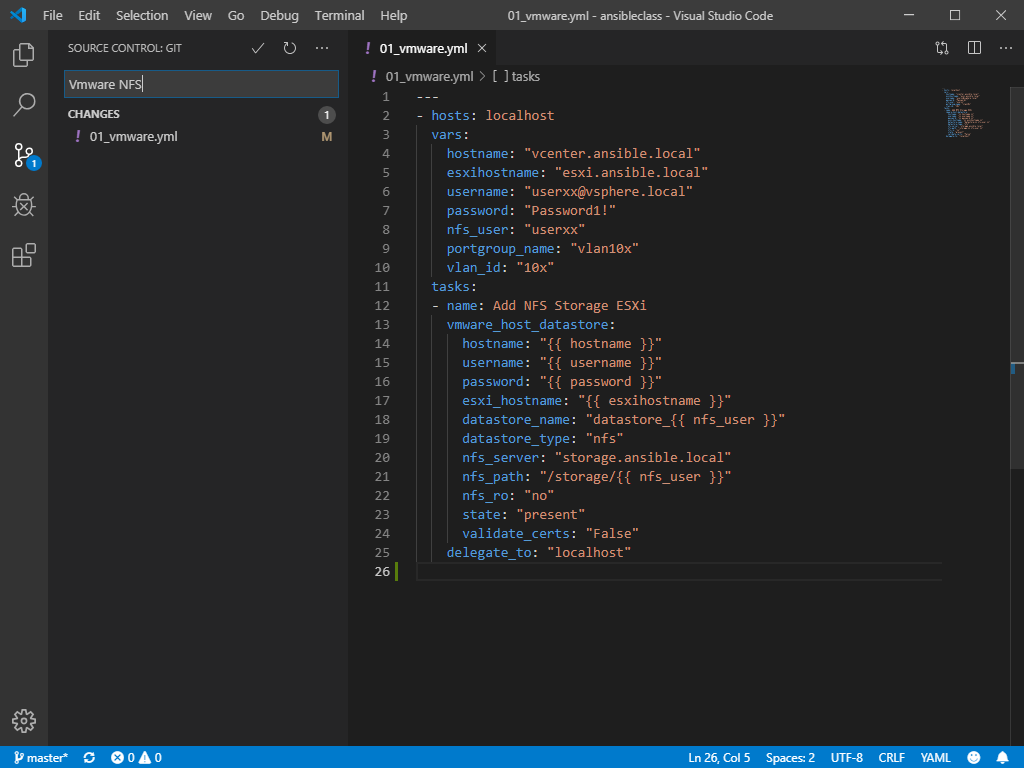 File Edit Selection View Go Debug Terminal Help 01_vmware.yml - ansibleclass - Visual Studio Code
SOURCE CONTROL: GIT
Vmware NFS
CHANGES 1
! 01_vmware.yml M
1
! 01_vmware.yml
! 01_vmware.yml > [ ] tasks
1 ---
2 - hosts: localhost
3 vars:
4 hostname: "vcenter.ansible.local"
5 esxihostname: "esxi.ansible.local"
6 username: "userxx@vsphere.local"
7 password: "Password1!"
8 nfs_user: "userxx"
9 portgroup_name: "vlan10x"
10 vlan_id: "10x"
11 tasks:
12 - name: Add NFS Storage ESXi
13 vmware_host_datastore:
14 hostname: "{{ hostname }}"
15 username: "{{ username }}"
16 password: "{{ password }}"
17 esxi_hostname: "{{ esxihostname }}"
18 datastore_name: "datastore_{{ nfs_user }}"
19 datastore_type: "nfs"
20 nfs_server: "storage.ansible.local"
21 nfs_path: "/storage/{{ nfs_user }}"
22 nfs_ro: "no"
23 state: "present"
24 validate_certs: "False"
25 delegate_to: "localhost"
26
master* 0 0 Ln 26, Col 5 Spaces: 2 UTF-8 CRLF YAML